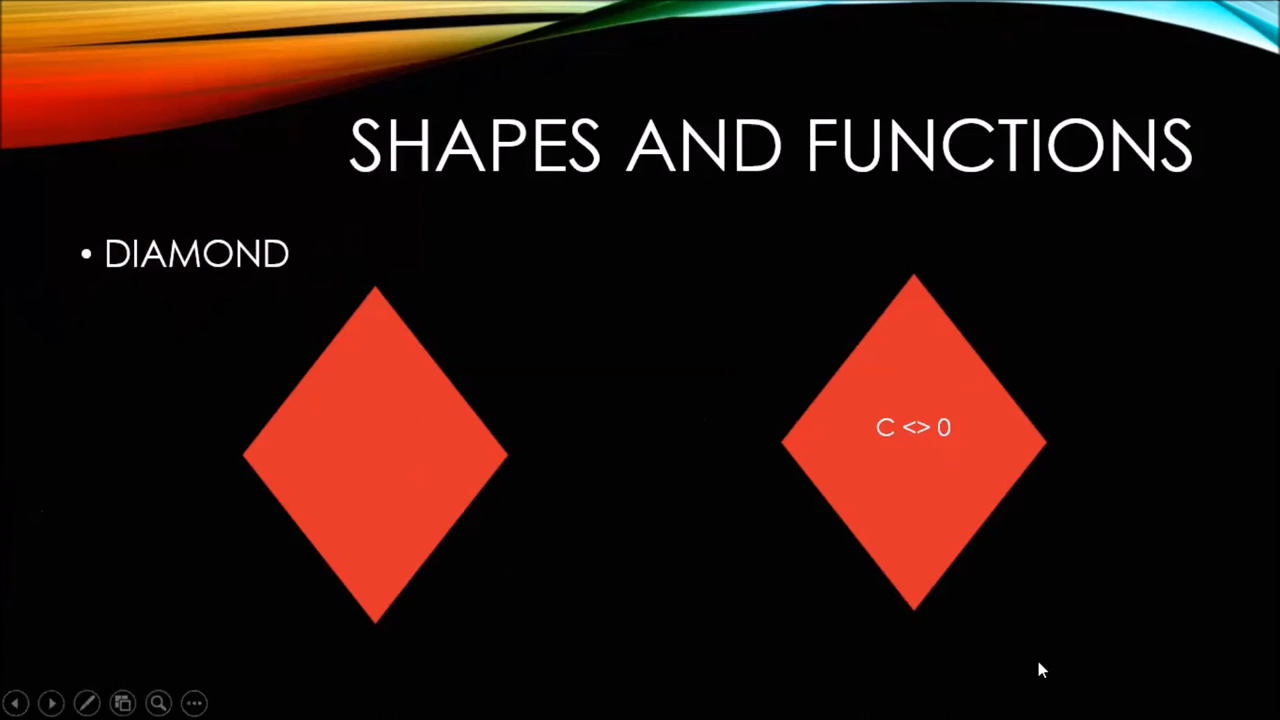 SHAPES AND FUNCTIONS
• DIAMOND
C <> 0